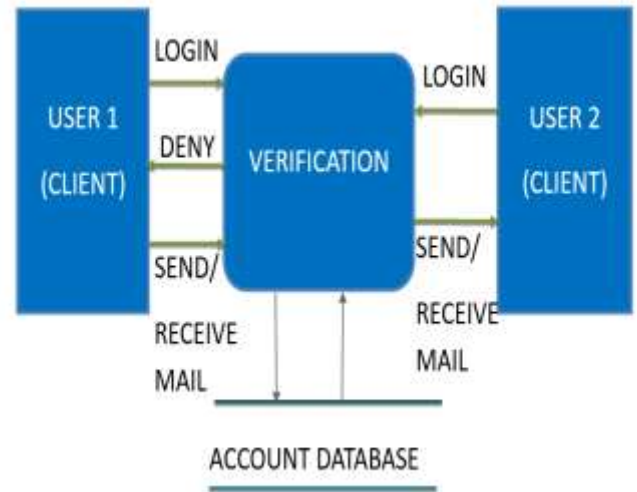 LOGIN
USER 1
(CLIENT)
DENY
SEND/
RECEIVE
MAIL
VERIFICATION
LOGIN
SEND/
RECEIVE
MAIL
USER 2
(CLIENT)
ACCOUNT DATABASE